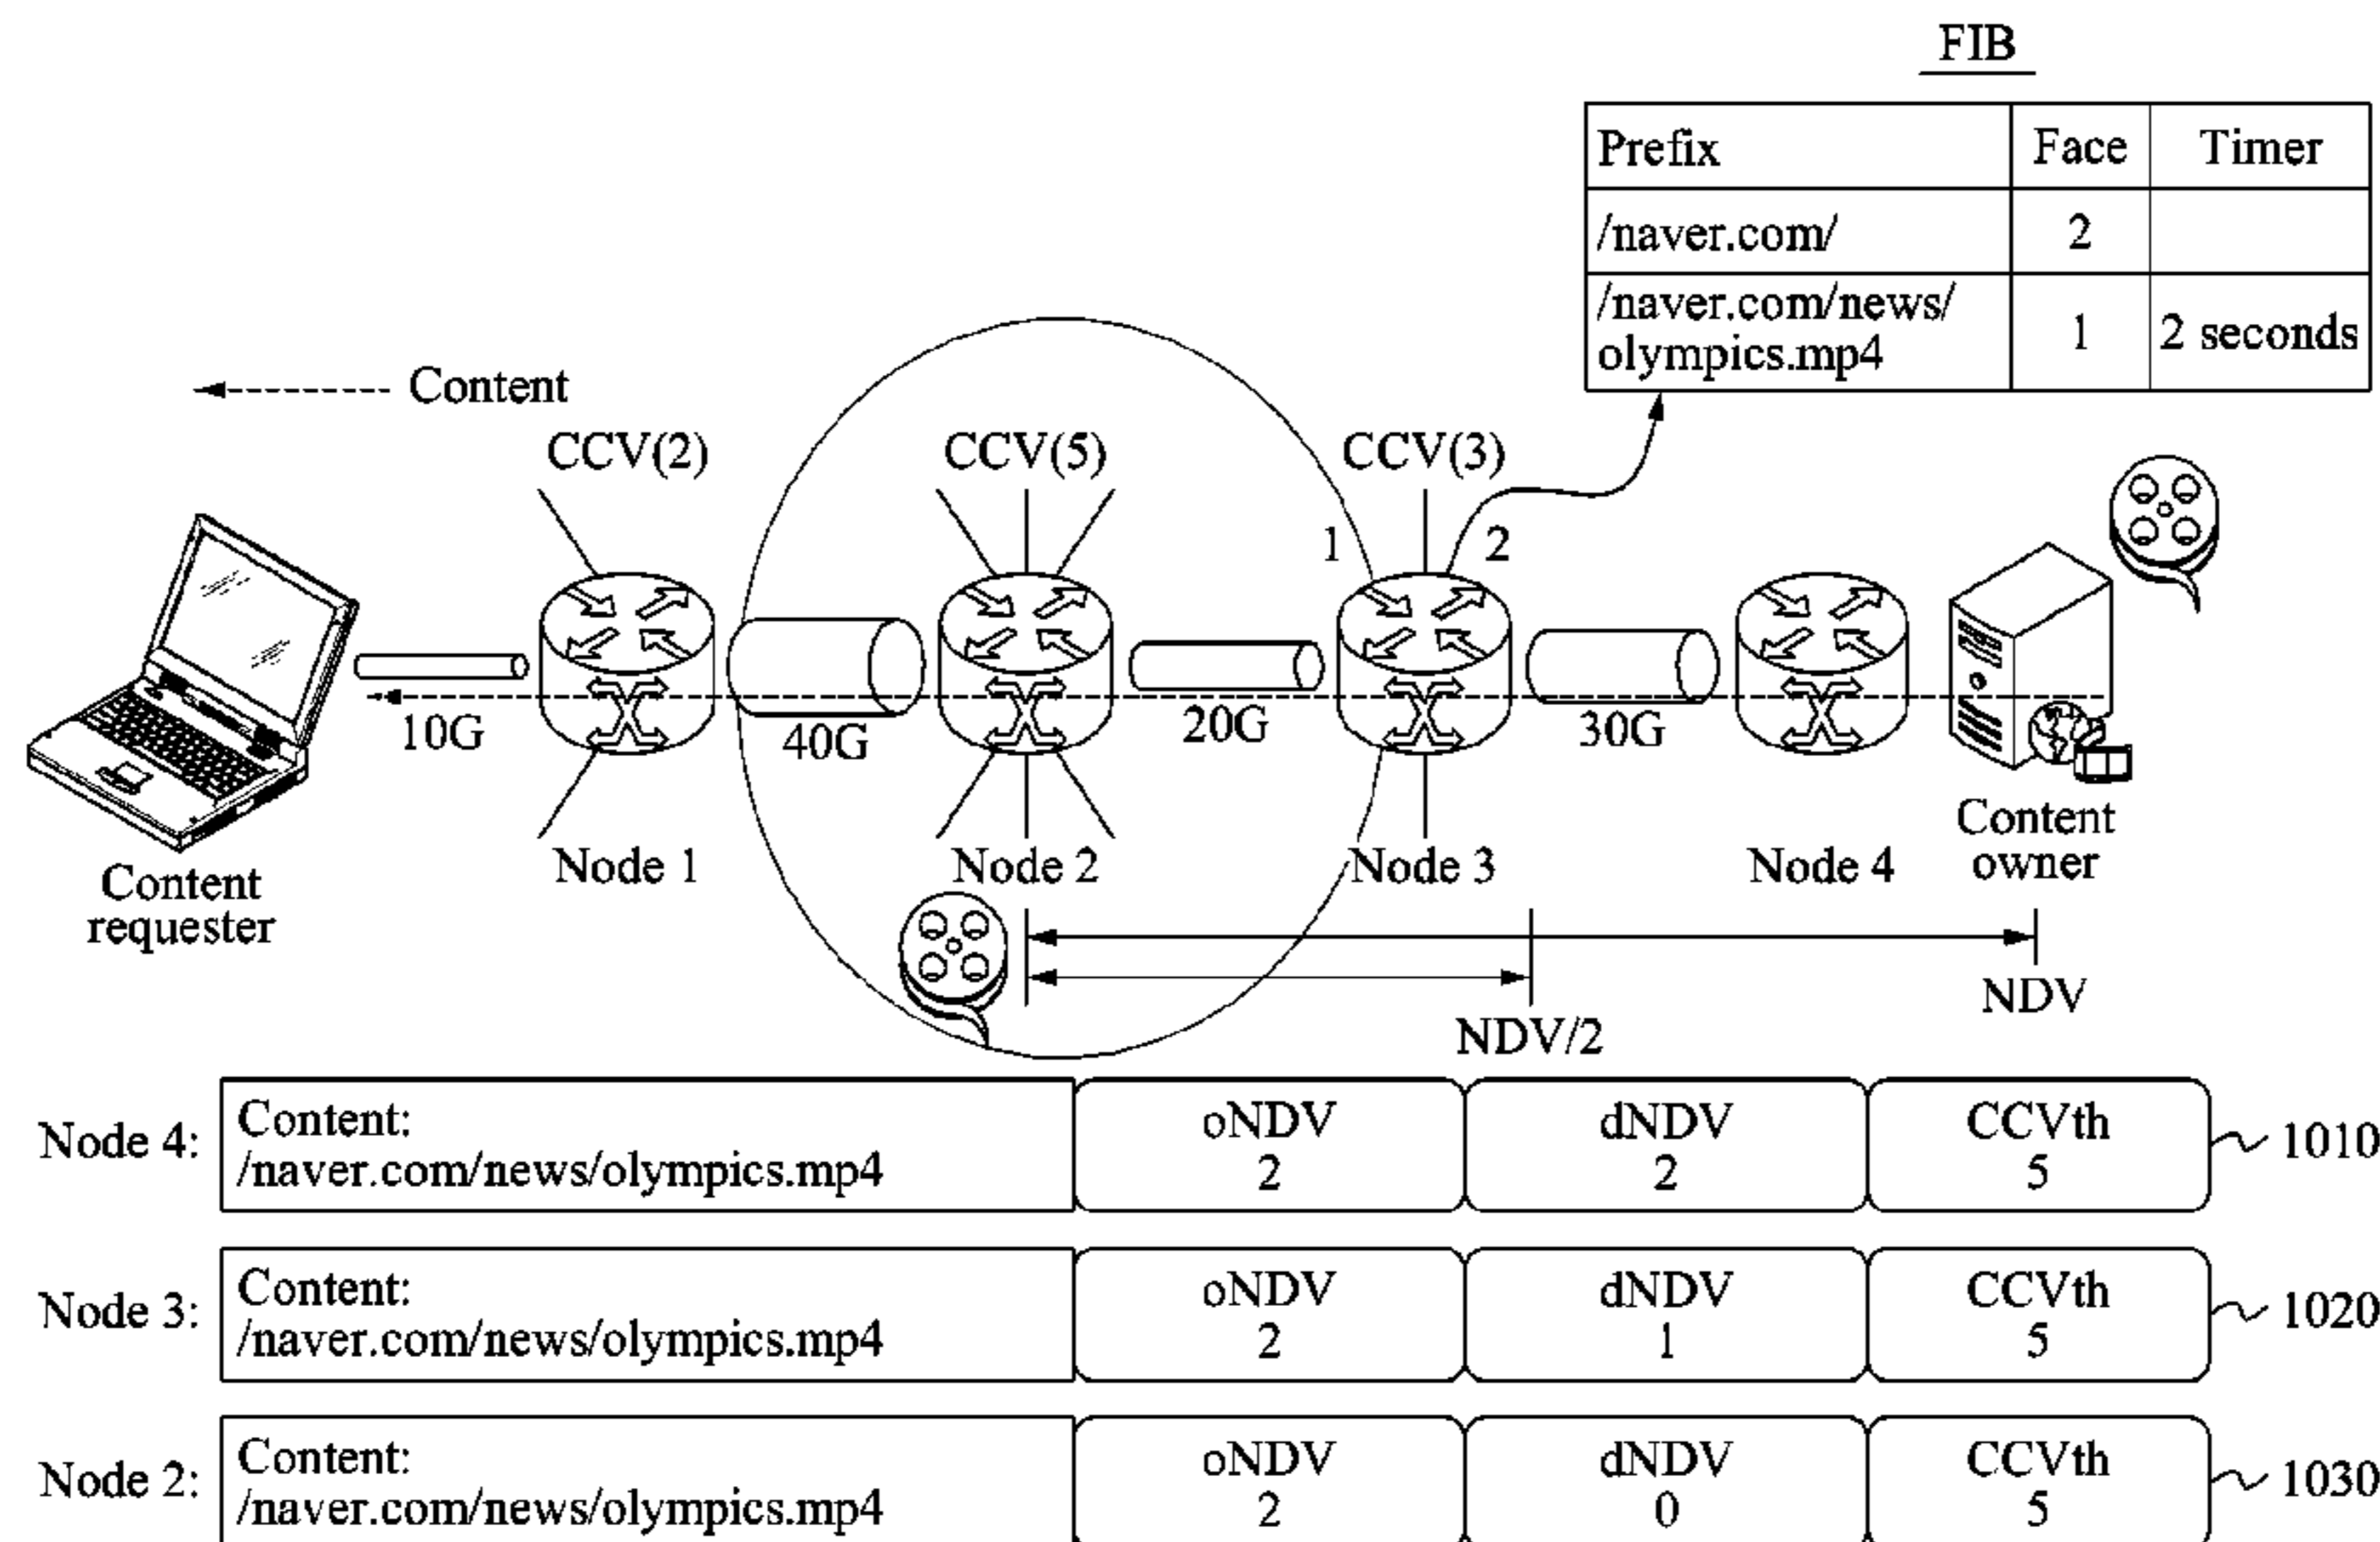 FIB
Prefix Face Timer
/naver.com/ 2
/naver.com/news/
olympics.mp4 1 2 seconds
Content
CCV(2) CCV(5) CCV(3)
1 2
10G 40G 20G 30G
Node 1 Node 2 Node 3 Node 4
Content
requester
Content
owner
NDV
NDV/2
Node 4:
Content:
/naver.com/news/olympics.mp4
oNDV
2
dNDV
2
CCVth
5
1010
Node 3:
Content:
/naver.com/news/olympics.mp4
oNDV
2
dNDV
1
CCVth
5
1020
Node 2:
Content:
/naver.com/news/olympics.mp4
oNDV
2
dNDV
0
CCVth
5
1030